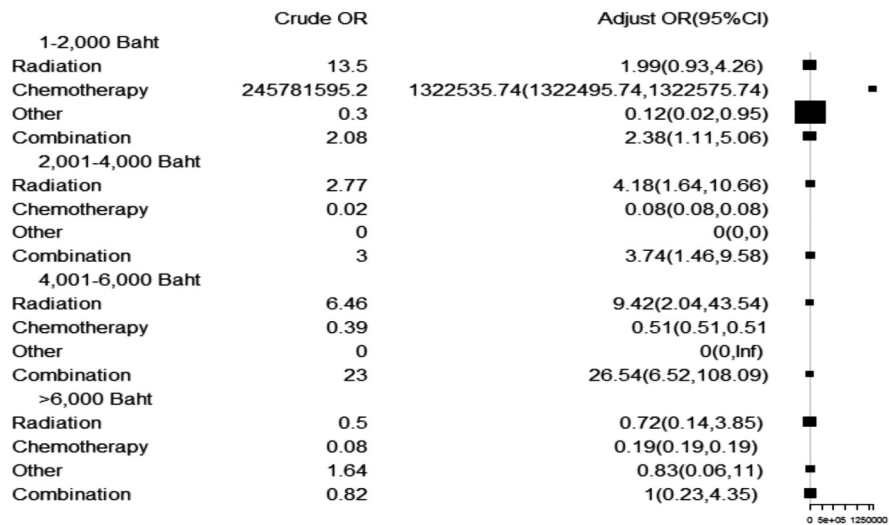 Crude OR Adjust OR(95%CI)
1-2,000 Baht
Radiation 13.5 1.99(0.93,4.26)
Chemotherapy 245781595.2 1322535.74(1322495.74,1322575.74)
Other 0.3 0.12(0.02,0.95)
Combination 2.08 2.38(1.11,5.06)
2,001-4,000 Baht
Radiation 2.77 4.18(1.64,10.66)
Chemotherapy 0.02 0.08(0.08,0.08)
Other 0 0(0,0)
Combination 3 3.74(1.46,9.58)
4,001-6,000 Baht
Radiation 6.46 9.42(2.04,43.54)
Chemotherapy 0.39 0.51(0.51,0.51
Other 0 0(0,Inf)
Combination 23 26.54(6.52,108.09)
>6,000 Baht
Radiation 0.5 0.72(0.14,3.85)
Chemotherapy 0.08 0.19(0.19,0.19)
Other 1.64 0.83(0.06,11)
Combination 0.82 1(0.23,4.35)
0 5e+05 1250000